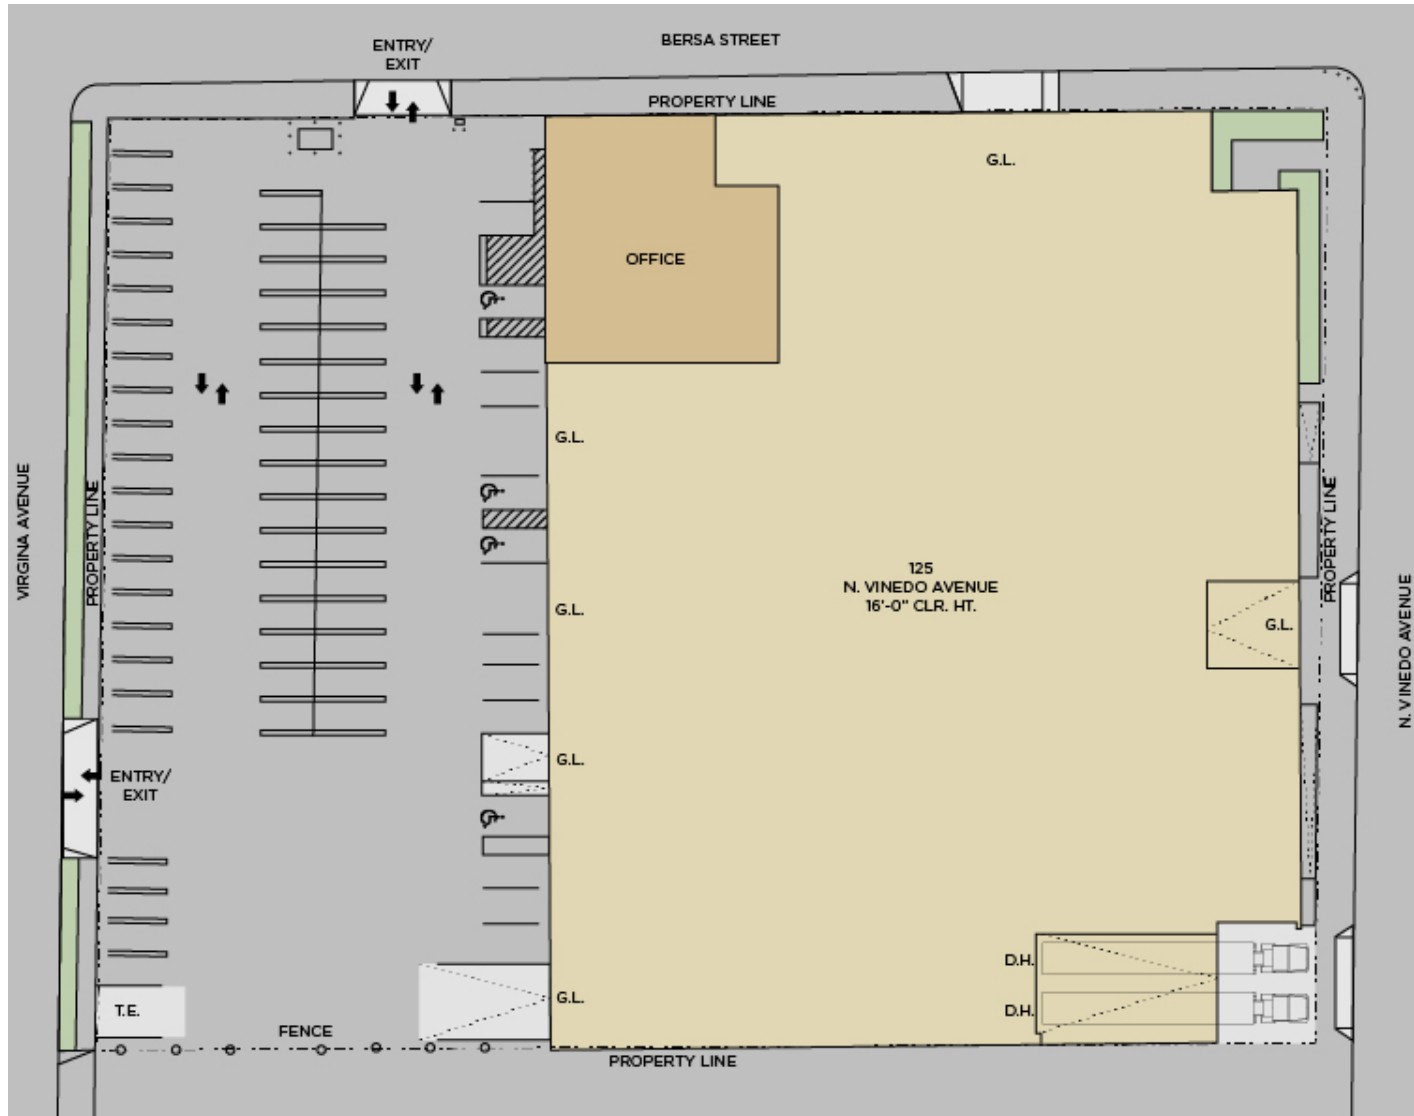 BERSA STREET
ENTRY/
EXIT
PROPERTY LINE
G.L.
OFFICE
G.L.
VIRGINA AVENUE
PROPERTY LINE
PROPERTY LINE
125
N. VINEDO AVENUE
16'-0" CLR. HT.
G.L.
G.L.
N. VINEDO AVENUE
G.L.
ENTRY/
EXIT
D.H.
G.L.
T.E.
D.H.
FENCE
PROPERTY LINE